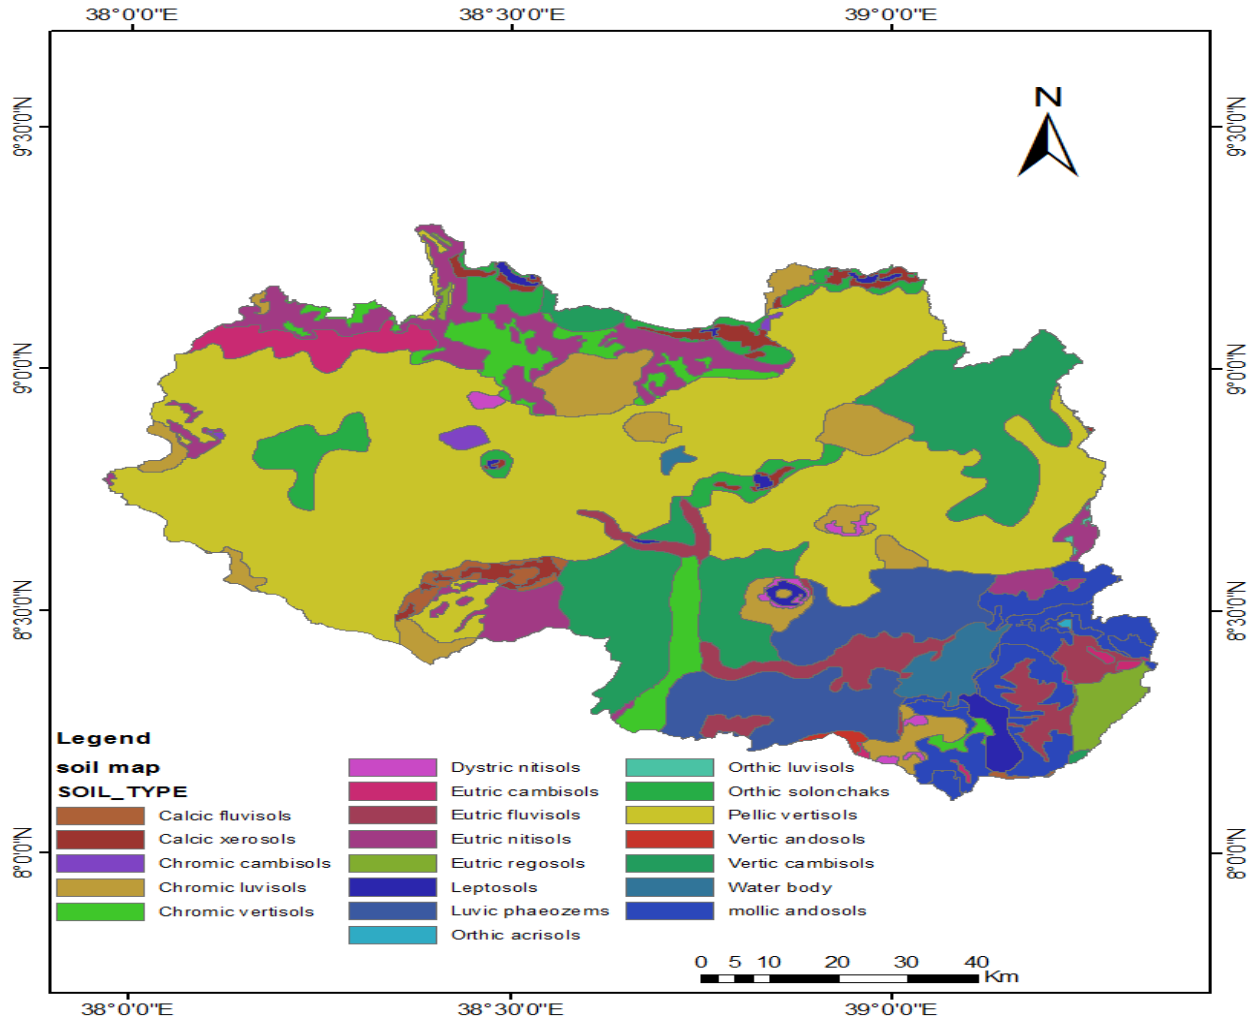 38°0'0"E 38°30'0"E 39°0'0"E
N
9°30'0"N 9°30'0"N
9°0'0"N 9°0'0"N
8°30'0"N 8°30'0"N
8°0'0"N 8°0'0"N
Legend
soil map
SOIL_TYPE
Calcic fluvisols
Calcic xerosols
Chromic cambisols
Chromic luvisols
Chromic vertisols
Dystric nitisols
Eutric cambisols
Eutric fluvisols
Eutric nitisols
Eutric regosols
Leptosols
Luvic phaeozems
Orthic acrisols
Orthic luvisols
Orthic solonchaks
Pellic vertisols
Vertic andosols
Vertic cambisols
Water body
mollic andosols
0 5 10 20 30 40
Km
38°0'0"E 38°30'0"E 39°0'0"E